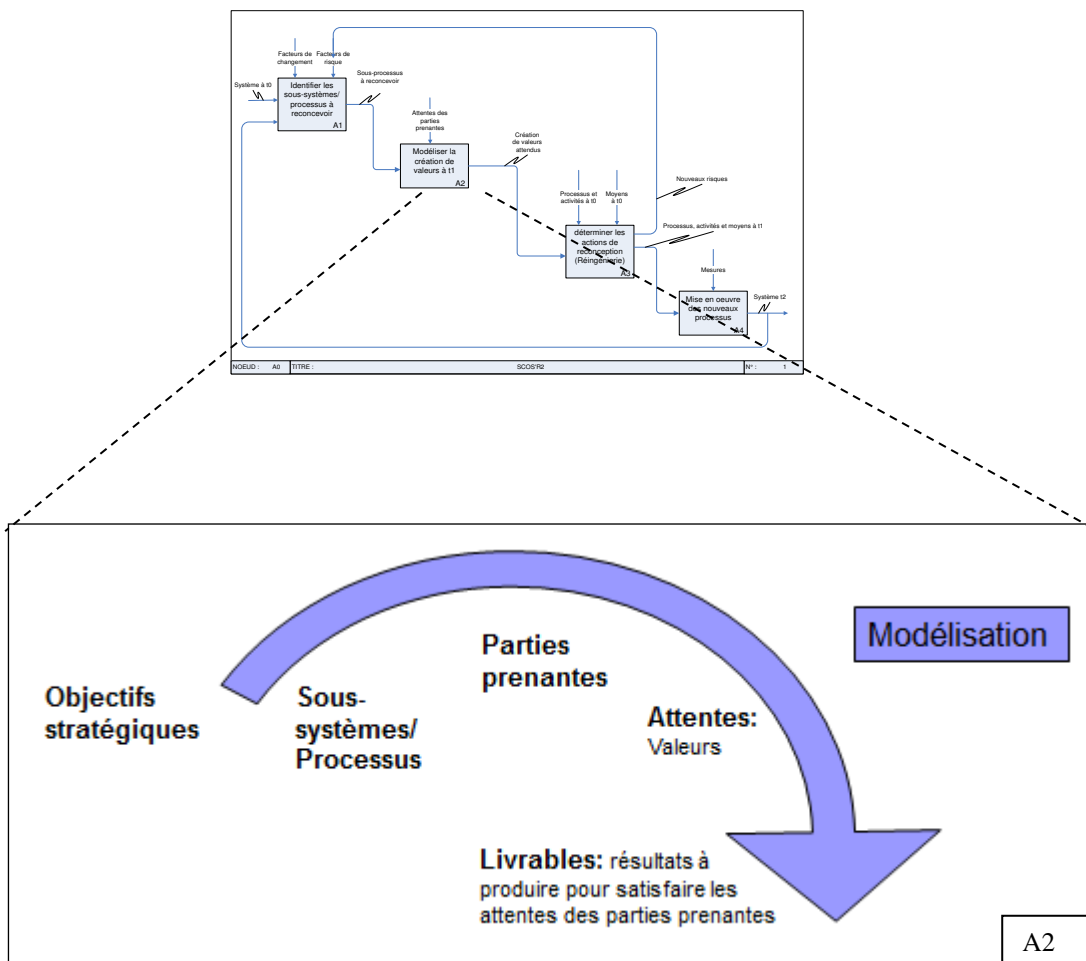 Facteurs de
changement
Facteurs de
risque
Système à t0
Identifier les
sous-systèmes/
processus à
reconcevoir
A1
Sous-processus
à reconcevoir
Attentes des
parties
prenantes
Modéliser la
création de
valeurs à t1
A2
Création
de valeurs
attendus
Processus et
activités à t0
Moyens
à t0
Nouveaux risques
déterminer les
actions de
reconception
(Réingénierie)
A3
Processus, activités et moyens à t1
Mesures
Mise en oeuvre
des nouveaux
processus
A4
Système t2
NOEUD : A0 TITRE : SCOS'R2 N° : 1
Modélisation
Objectifs
stratégiques
Sous-
systèmes/
Processus
Parties
prenantes
Attentes:
Valeurs
Livrables: résultats à
produire pour satisfaire les
attentes des parties prenantes
A2